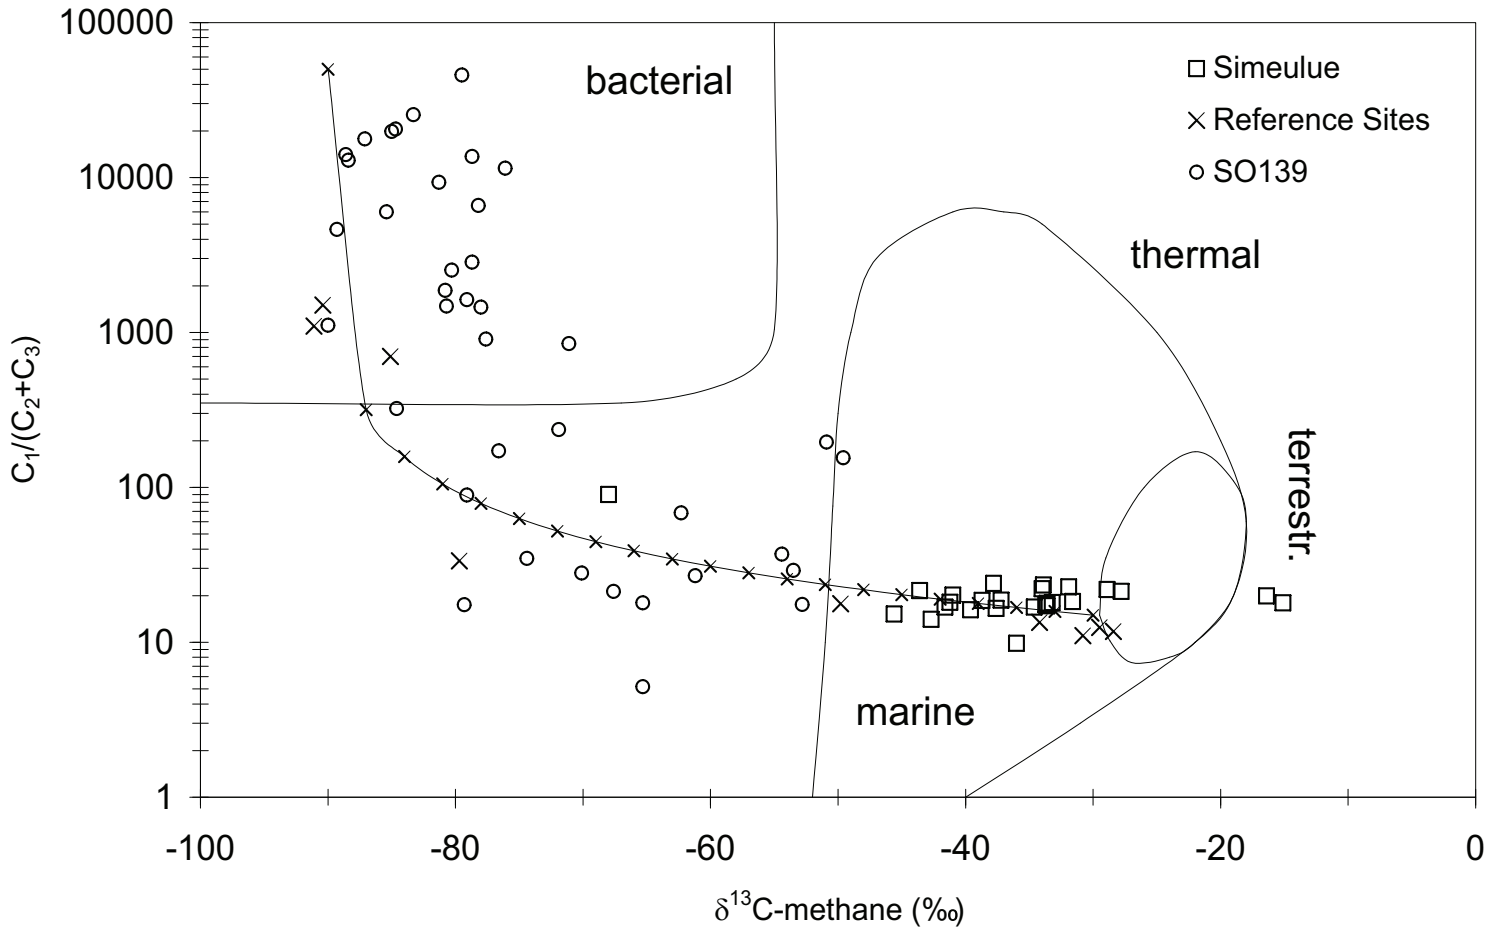 100000
10000
1000
100
10
1
C₁/(C₂+C₃)
bacterial
□ Simeulue
× Reference Sites
○ SO139
thermal
terrestr.
marine
-100 -80 -60 -40 -20 0
δ¹³C-methane (‰)